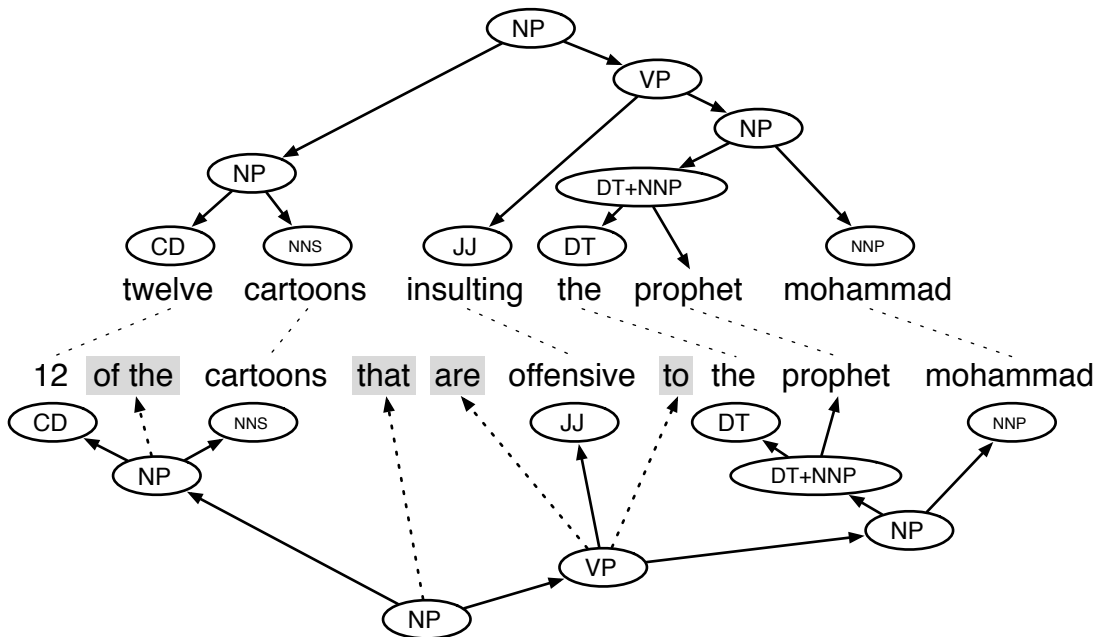 NP
VP
NP
NP
DT+NNP
CD NNS JJ DT NNP
twelve cartoons insulting the prophet mohammad
12 of the cartoons that are offensive to the prophet mohammad
CD NNS JJ DT NNP
NP DT+NNP
NP
VP
NP